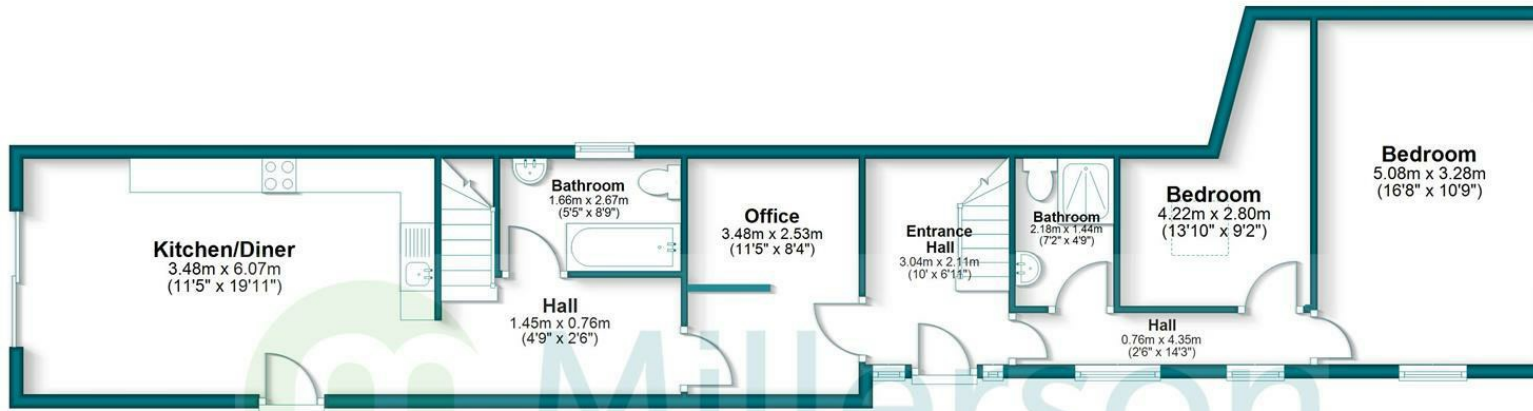 Kitchen/Diner
3.48m x 6.07m
(11'5" x 19'11")
Bathroom
1.66m x 2.67m
(5'5" x 8'9")
Hall
1.45m x 0.76m
(4'9" x 2'6")
Office
3.48m x 2.53m
(11'5" x 8'4")
Entrance
Hall
3.04m x 2.11m
(10' x 6'11")
Bathroom
2.18m x 1.44m
(7'2" x 4'9")
Bedroom
4.22m x 2.80m
(13'10" x 9'2")
Hall
0.76m x 4.35m
(2'6" x 14'3")
Bedroom
5.08m x 3.28m
(16'8" x 10'9")
Millerson